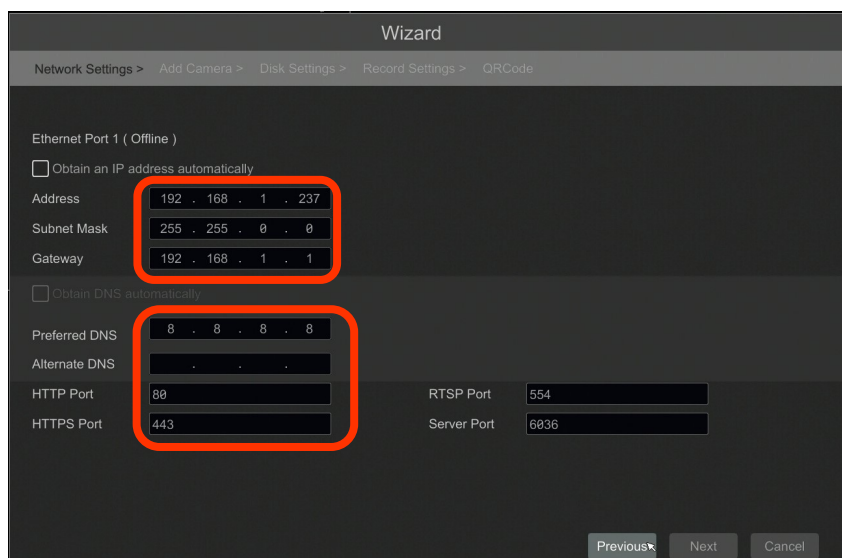 Wizard
Network Settings > Add Camera > Disk Settings > Record Settings > QRCode
Ethernet Port 1 ( Offline )
Obtain an IP address automatically
Address 192 . 168 . 1 . 237
Subnet Mask 255 . 255 . 0 . 0
Gateway 192 . 168 . 1 . 1
Obtain DNS automatically
Preferred DNS 8 . 8 . 8 . 8
Alternate DNS . . .
HTTP Port 80 RTSP Port 554
HTTPS Port 443 Server Port 6036
Previous Next Cancel